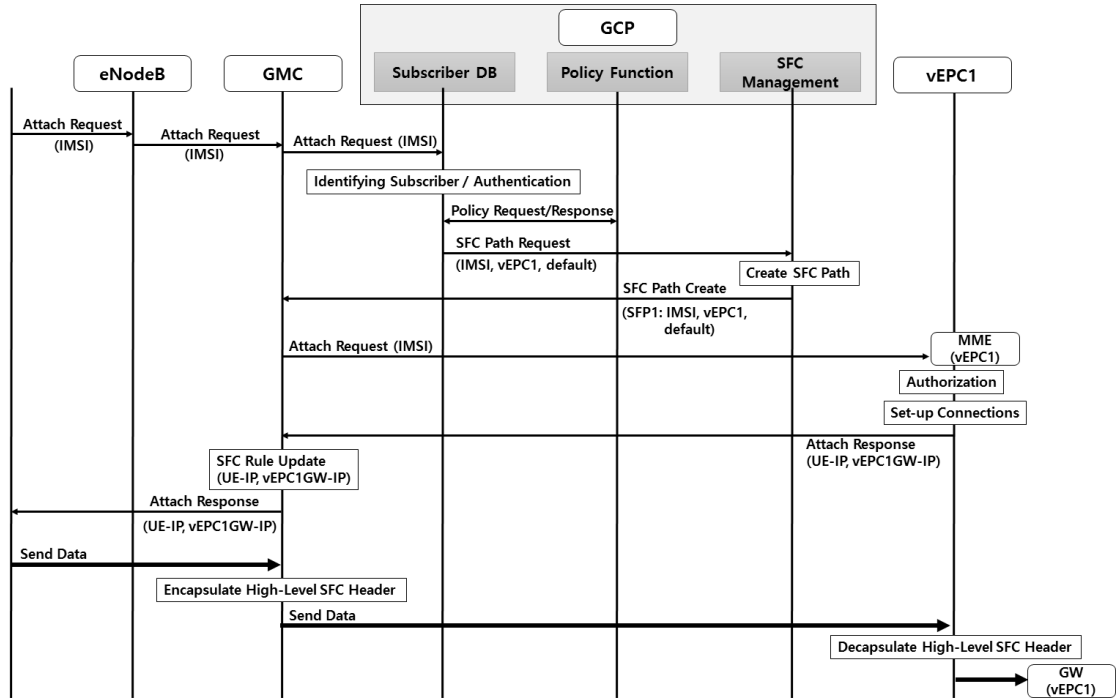 GCP
eNodeB
GMC
Subscriber DB
Policy Function
SFC
Management
vEPC1
Attach Request
(IMSI)
Attach Request
(IMSI)
Attach Request (IMSI)
Identifying Subscriber / Authentication
Policy Request/Response
SFC Path Request
(IMSI, vEPC1, default)
Create SFC Path
SFC Path Create
(SFP1: IMSI, vEPC1,
default)
Attach Request (IMSI)
MME
(vEPC1)
Authorization
Set-up Connections
Attach Response
(UE-IP, vEPC1GW-IP)
SFC Rule Update
(UE-IP, vEPC1GW-IP)
Attach Response
(UE-IP, vEPC1GW-IP)
Send Data
Encapsulate High-Level SFC Header
Send Data
Decapsulate High-Level SFC Header
GW
(vEPC1)